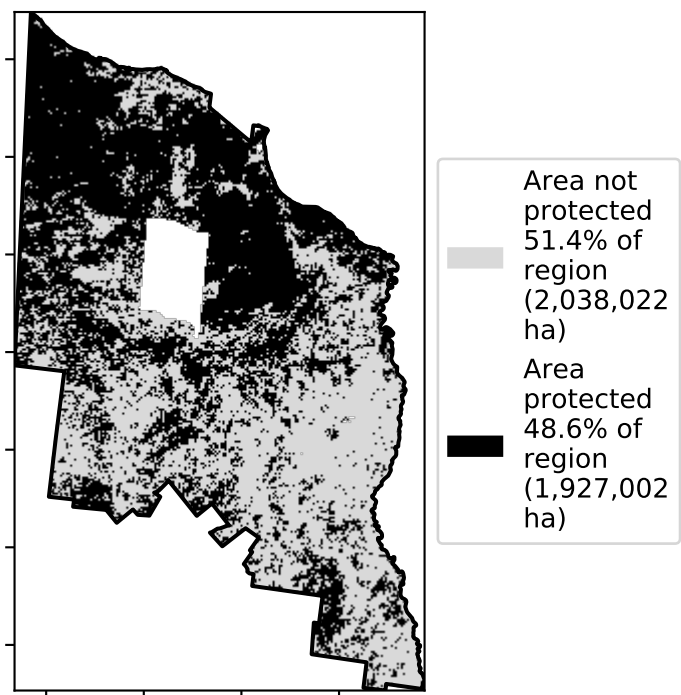 Area not
protected
51.4% of
region
(2,038,022
ha)
Area
protected
48.6% of
region
(1,927,002
ha)